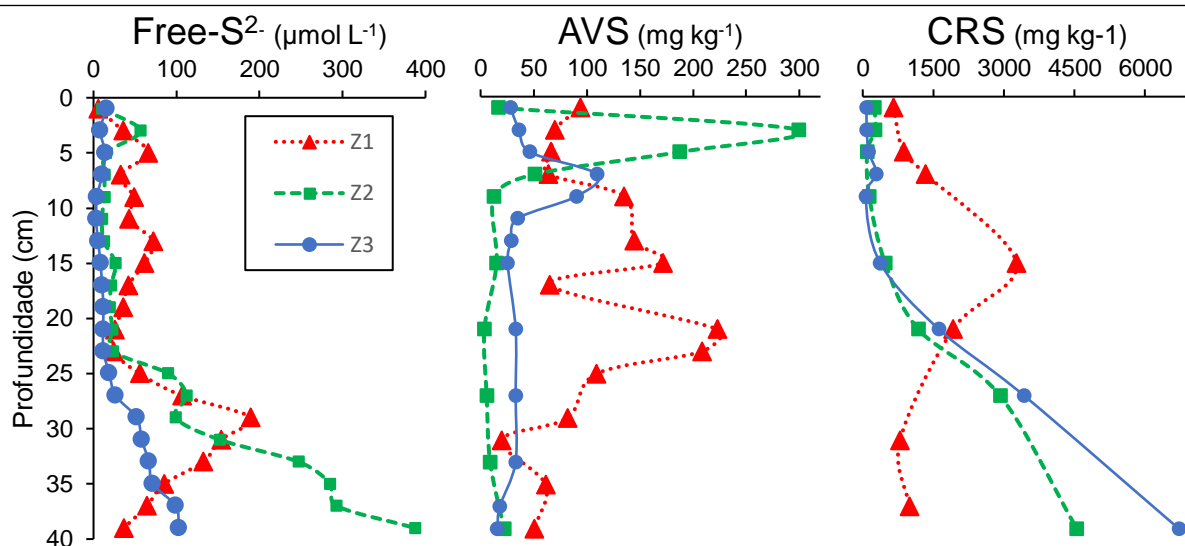 Free-S²⁻ (µmol L⁻¹)
AVS (mg kg⁻¹)
CRS (mg kg-1)
0 100 200 300 400
0 50 100 150 200 250 300
0 1500 3000 4500 6000
Profundidade (cm)
0
5
10
15
20
25
30
35
40
Z1
Z2
Z3